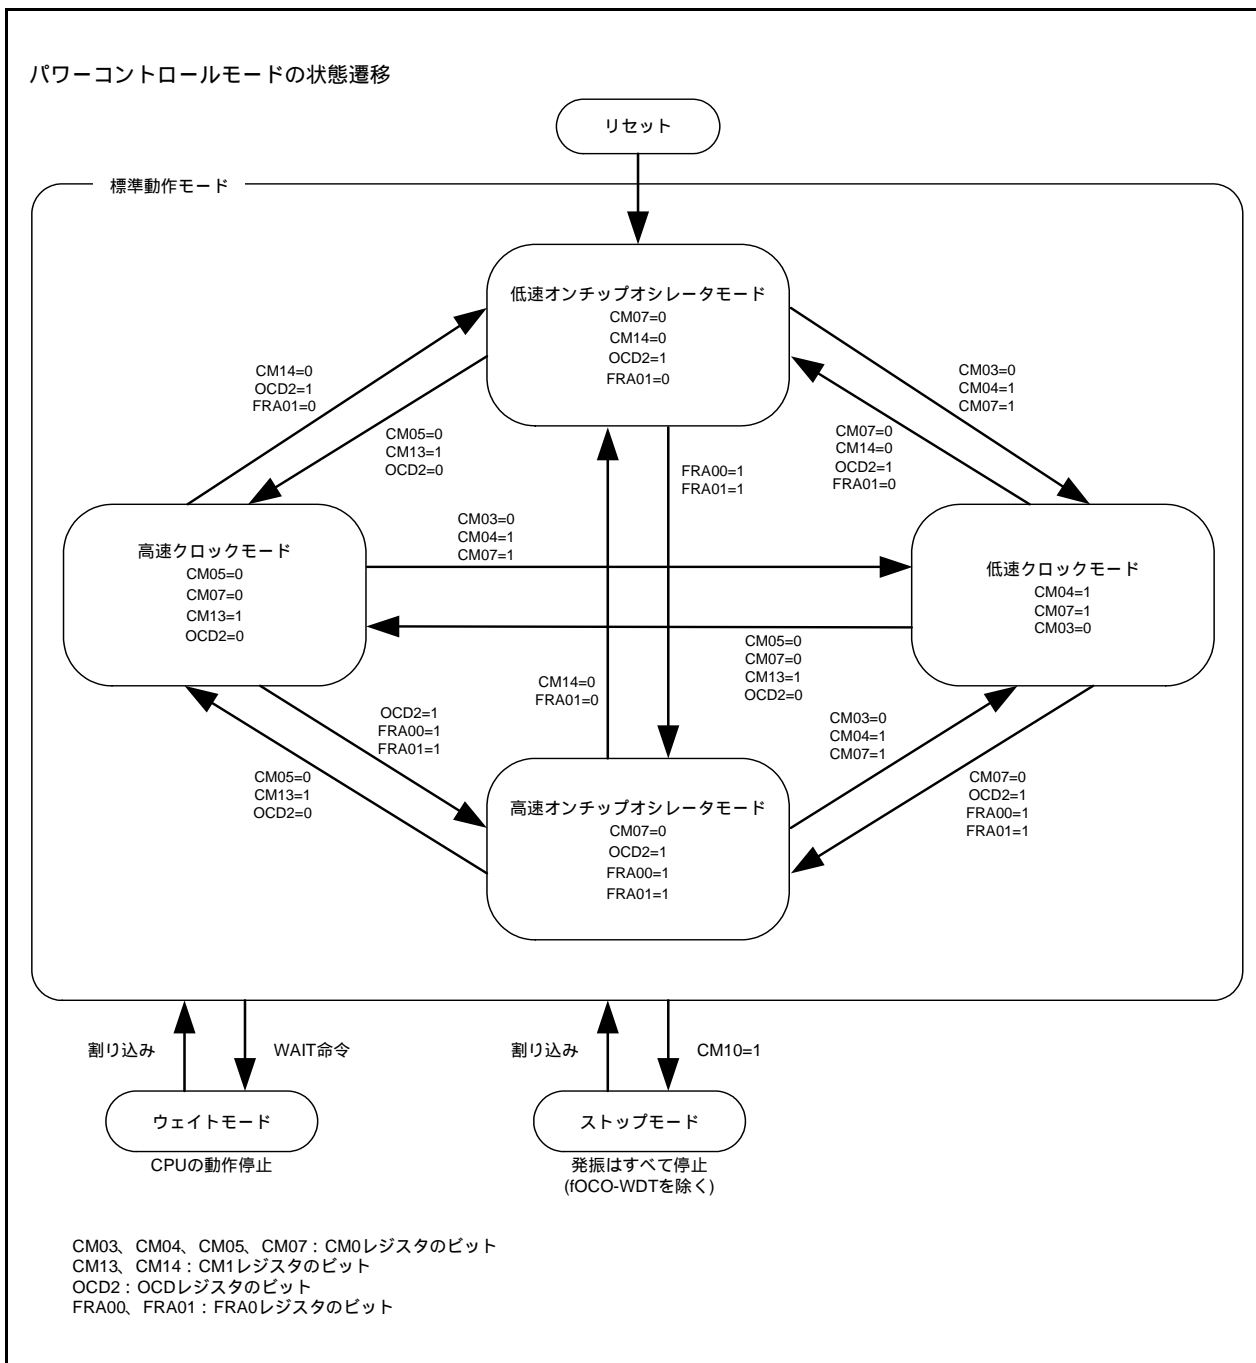 パワーコントロールモードの状態遷移
リセット
標準動作モード
低速オンチップオシレータモード
CM07=0
CM14=0
OCD2=1
FRA01=0
CM14=0
OCD2=1
FRA01=0
CM05=0
CM13=1
OCD2=0
CM03=0
CM04=1
CM07=1
CM07=0
CM14=0
OCD2=1
FRA01=0
FRA00=1
FRA01=1
高速クロックモード
CM05=0
CM07=0
CM13=1
OCD2=0
CM03=0
CM04=1
CM07=1
低速クロックモード
CM04=1
CM07=1
CM03=0
CM05=0
CM07=0
CM13=1
OCD2=0
CM14=0
FRA01=0
OCD2=1
FRA00=1
FRA01=1
CM03=0
CM04=1
CM07=1
CM05=0
CM13=1
OCD2=0
高速オンチップオシレータモード
CM07=0
OCD2=1
FRA00=1
FRA01=1
CM07=0
OCD2=1
FRA00=1
FRA01=1
割り込み
WAIT命令
割り込み
CM10=1
ウェイトモード
CPUの動作停止
ストップモード
発振はすべて停止
(fOCO-WDTを除く)
CM03、CM04、CM05、CM07：CM0レジスタのビット
CM13、CM14：CM1レジスタのビット
OCD2：OCDレジスタのビット
FRA00、FRA01：FRA0レジスタのビット